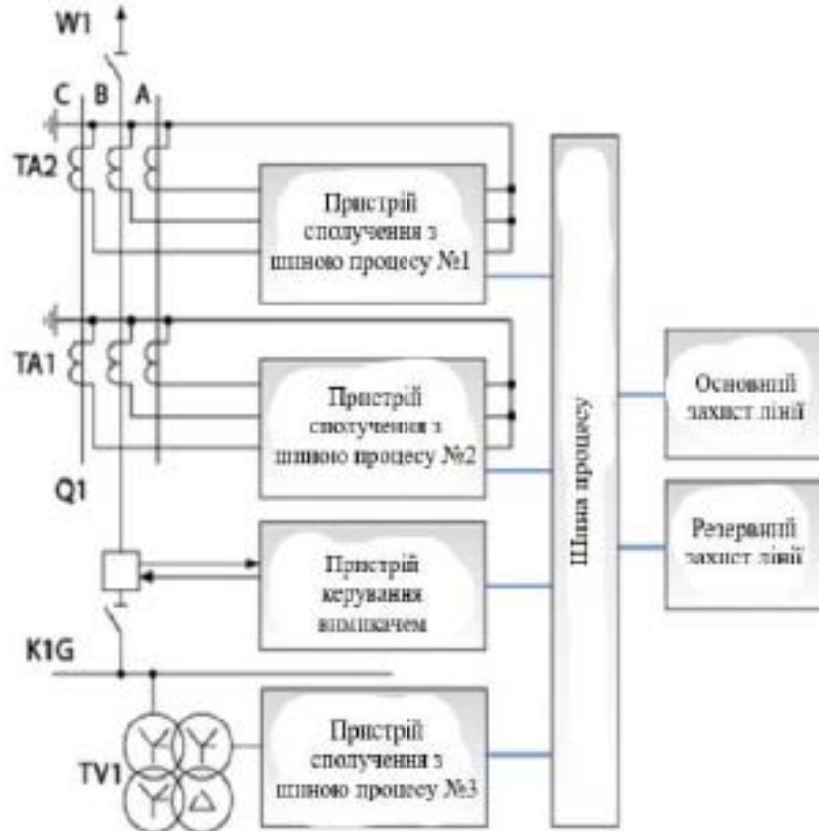 W1
C B A
TA2
Пристрій
сполучення з
шиною процесу №1
TA1
Пристрій
сполучення з
шиною процесу №2
Q1
Пристрій
керування
вимикачем
K1G
Пристрій
сполучення з
шиною процесу №3
TV1
Шина процесу
Основний
захист лінії
Резервний
захист лінії